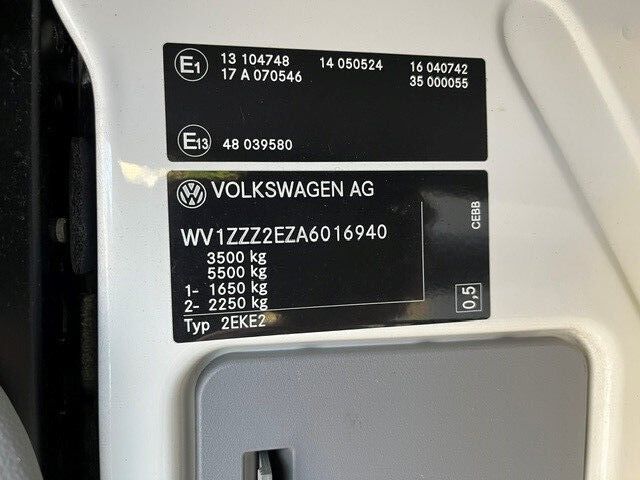 E1 13 104748 14 050524 16 040742
17 A 070546 35 000055
E13 48 039580
VOLKSWAGEN AG
WV1ZZZ2EZA6016940
3500 kg
5500 kg
1- 1650 kg
2- 2250 kg
Typ 2EKE2
CEBB
0,5